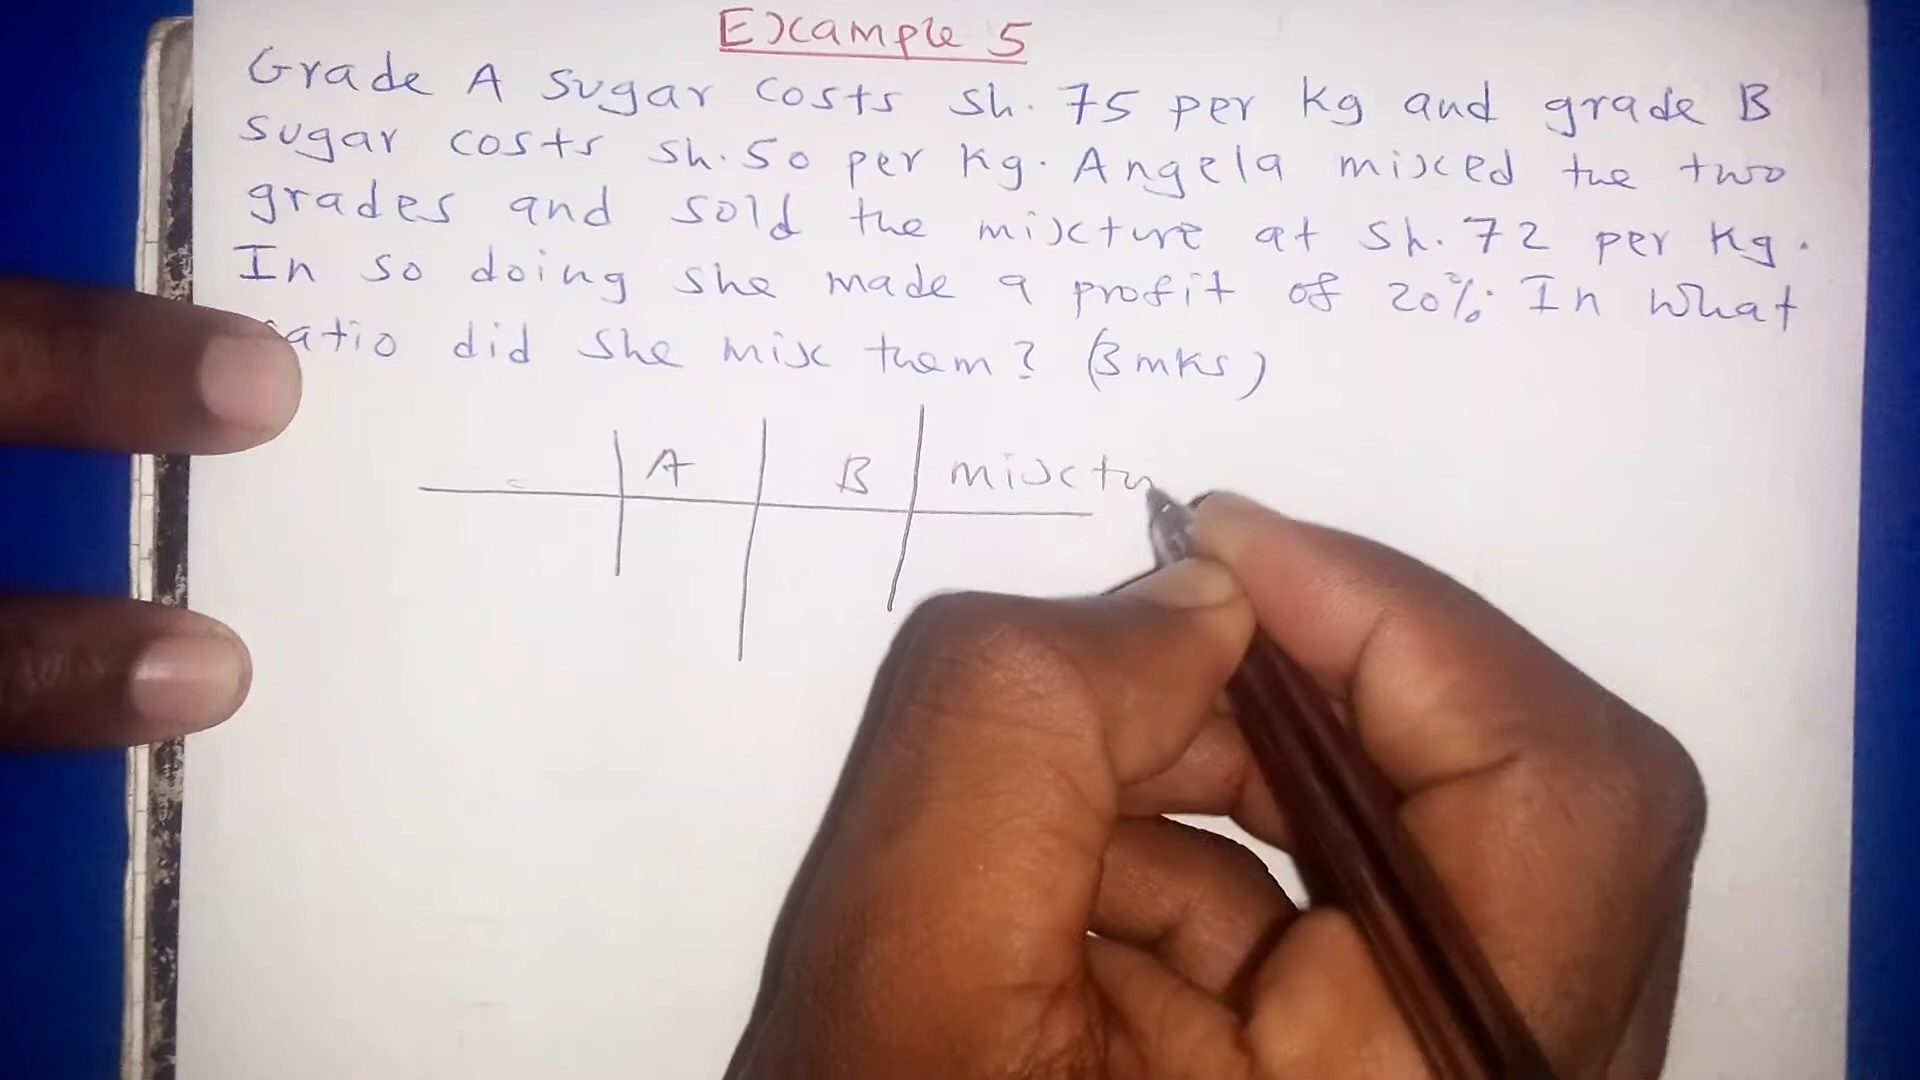 Example 5
Grade A sugar costs sh. 75 per kg and grade B
sugar costs sh. 50 per kg. Angela mixed the two
grades and sold the mixture at sh. 72 per kg.
In so doing she made a profit of 20%. In what
atio did she mix them? (3mks)
A B mixtu